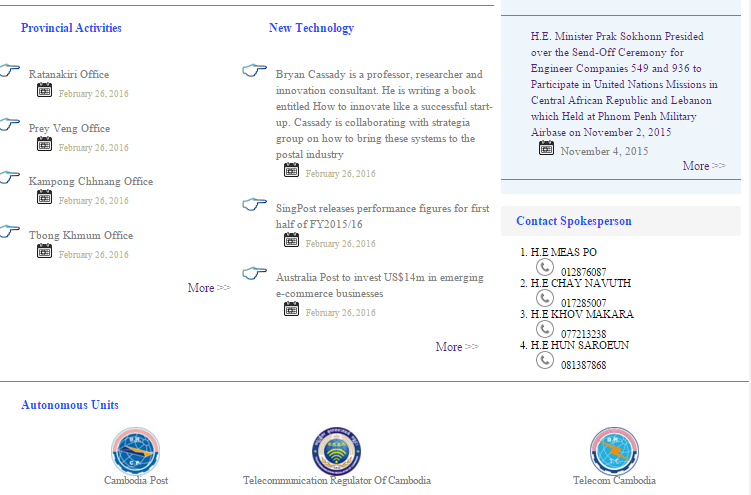 Provincial Activities
Ratanakiri Office
February 26, 2016
Prey Veng Office
February 26, 2016
Kampong Chhnang Office
February 26, 2016
Tbong Khmum Office
February 26, 2016
More >>
New Technology
Bryan Cassady is a professor, researcher and
innovation consultant. He is writing a book
entitled How to innovate like a successful start-
up. Cassady is collaborating with strategia
group on how to bring these systems to the
postal industry
February 26, 2016
SingPost releases performance figures for first
half of FY2015/16
February 26, 2016
Australia Post to invest US$14m in emerging
e-commerce businesses
February 26, 2016
More >>
H.E. Minister Prak Sokhonn Presided
over the Send-Off Ceremony for
Engineer Companies 549 and 936 to
Participate in United Nations Missions in
Central African Republic and Lebanon
which Held at Phnom Penh Military
Airbase on November 2, 2015
November 4, 2015
More >>
Contact Spokesperson
1. H.E MEAS PO
012876087
2. H.E CHAY NAVUTH
017285007
3. H.E KHOV MAKARA
077213238
4. H.E HUN SAROEUN
081387868
Autonomous Units
Cambodia Post
Telecommunication Regulator Of Cambodia
Telecom Cambodia